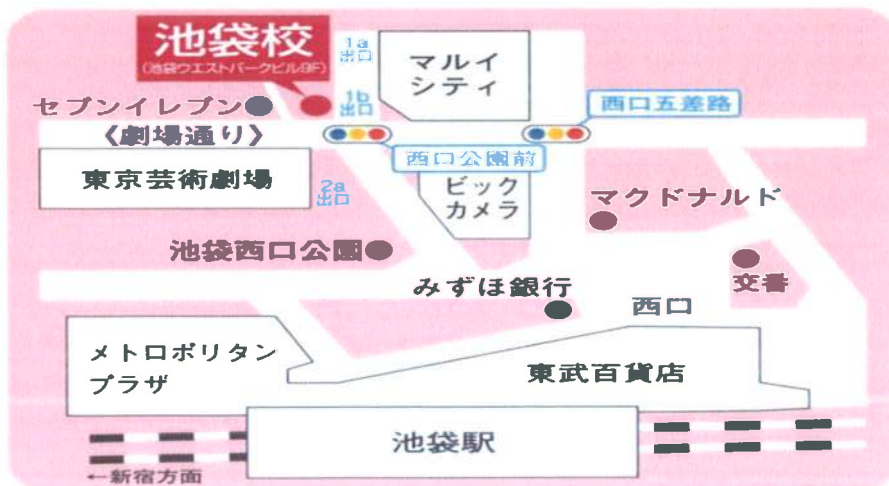 池袋校
(池袋ウエストパークビル9F)
1a
出口
マルイ
シティ
セブンイレブン
1b
出口
西口五差路
《劇場通り》
西口公園前
東京芸術劇場
2a
出口
ビック
カメラ
マクドナルド
池袋西口公園
交番
みずほ銀行
西口
メトロポリタン
プラザ
東武百貨店
池袋駅
←新宿方面